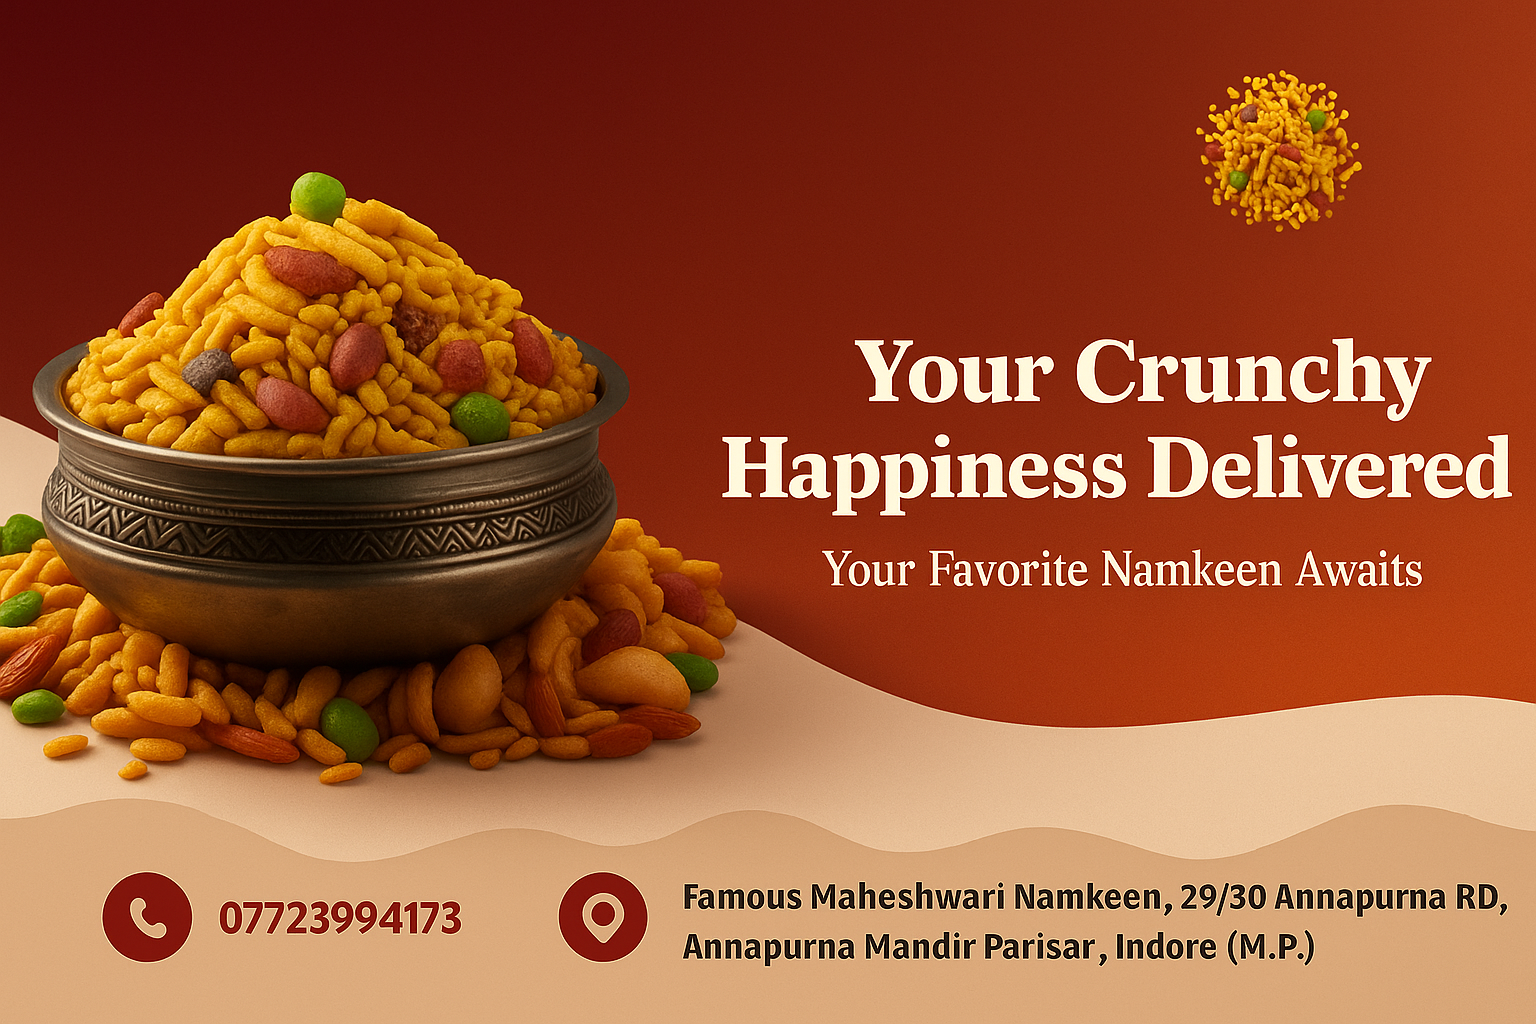 Your Crunchy
Happiness Delivered
Your Favorite Namkeen Awaits
07723994173
Famous Maheshwari Namkeen, 29/30 Annapurna RD,
Annapurna Mandir Parisar, Indore (M.P.)